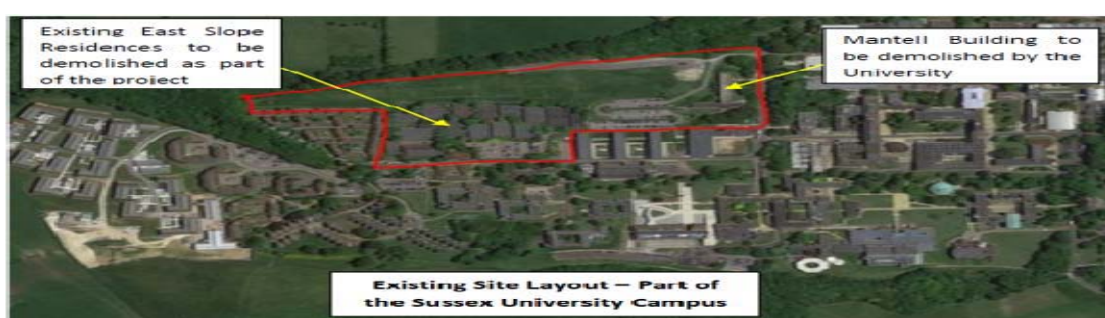 Existing East Slope
Residences to be
demolished as part
of the project
Mantell Building to
be demolished by the
University
Existing Site Layout – Part of
the Sussex University Campus